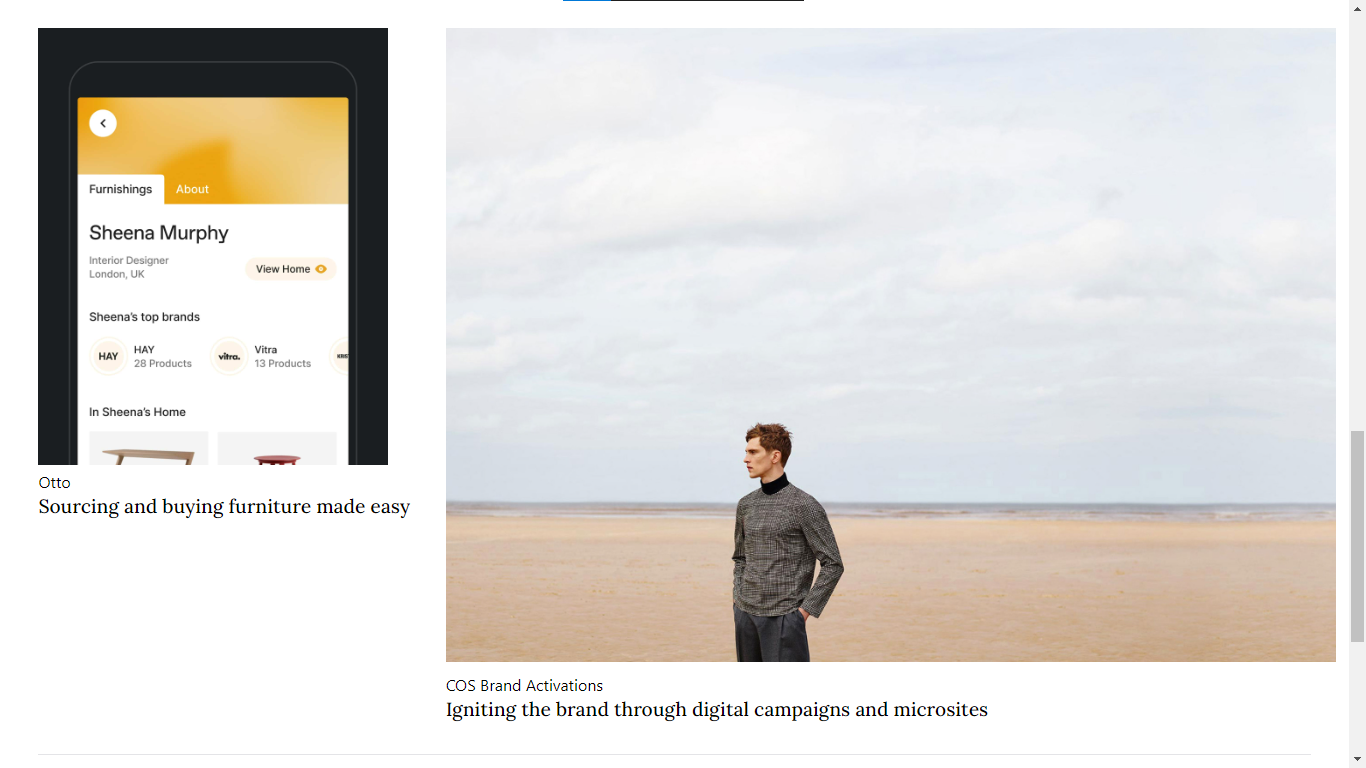 Furnishings
About
Sheena Murphy
Interior Designer
London, UK
View Home
Sheena's top brands
HAY
HAY
28 Products
vitra.
Vitra
13 Products
In Sheena's Home
Otto
Sourcing and buying furniture made easy
COS Brand Activations
Igniting the brand through digital campaigns and microsites